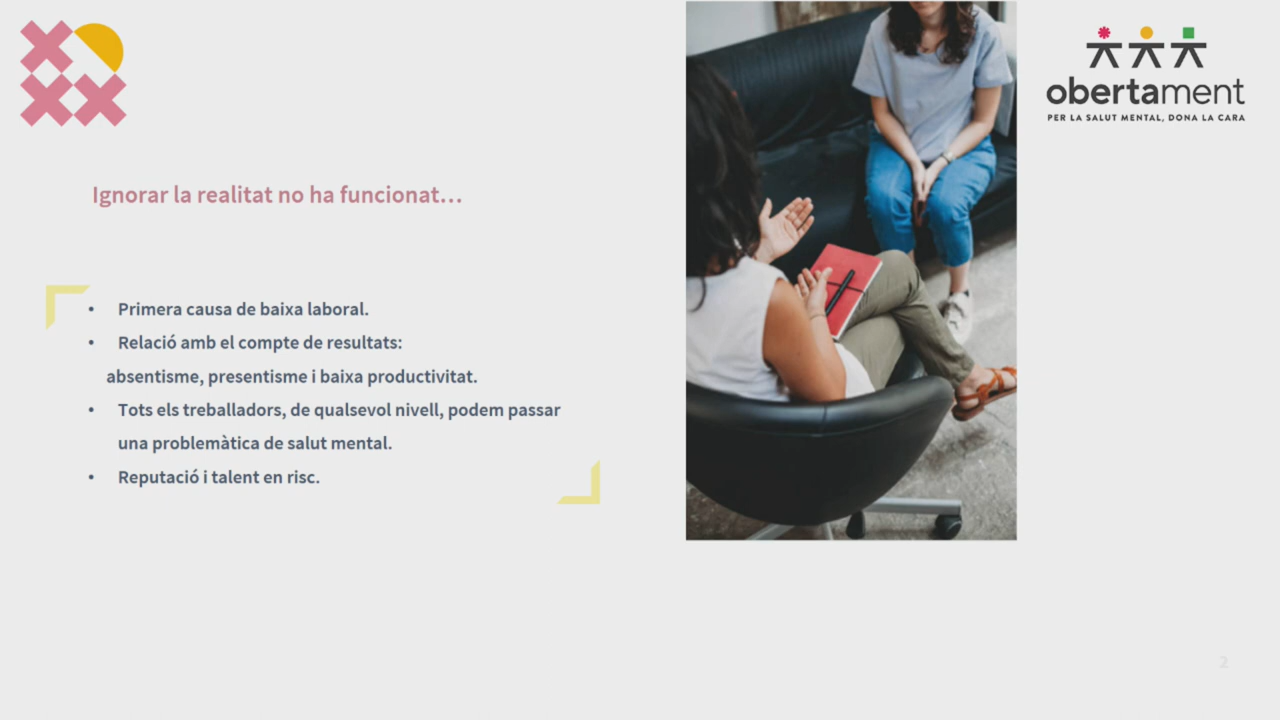 obertament
PER LA SALUT MENTAL, DONA LA CARA
Ignorar la realitat no ha funcionat...
• Primera causa de baixa laboral.
• Relació amb el compte de resultats:
absentisme, presentisme i baixa productivitat.
• Tots els treballadors, de qualsevol nivell, podem passar
una problemàtica de salut mental.
• Reputació i talent en risc.
2